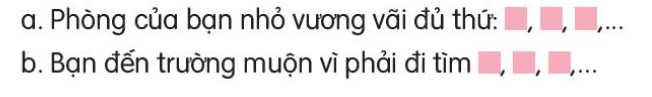 a. Phòng của bạn nhỏ vương vãi đủ thứ: , , ,...
b. Bạn đến trường muộn vì phải đi tìm , , ,...